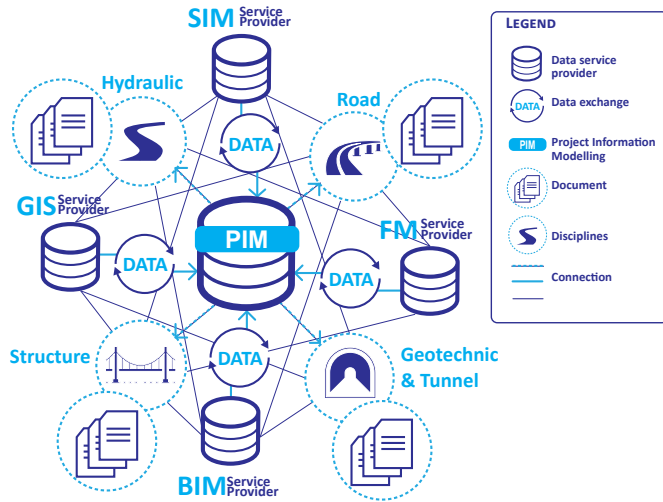 SIM Service
Provider
Hydraulic
Road
DATA
GIS Service
Provider
PIM
FM Service
Provider
DATA
DATA
Structure
DATA
Geotechnic
& Tunnel
BIM Service
Provider
LEGEND
Data service
provider
DATA
Data exchange
PIM
Project Information
Modelling
Document
Disciplines
Connection